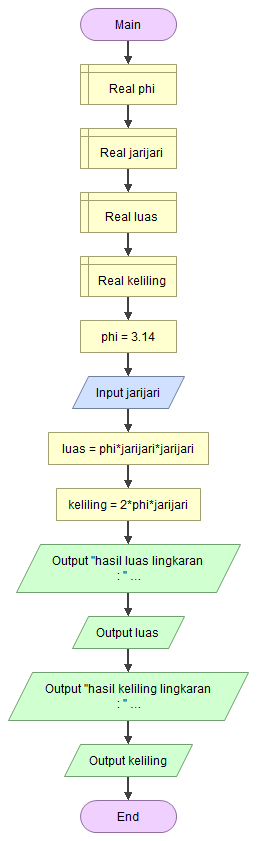 Main
Real phi
Real jarijari
Real luas
Real keliling
phi = 3.14
Input jarijari
luas = phi*jarijari*jarijari
keliling = 2*phi*jarijari
Output "hasil luas lingkaran
: " ...
Output luas
Output "hasil keliling lingkaran
: " ...
Output keliling
End